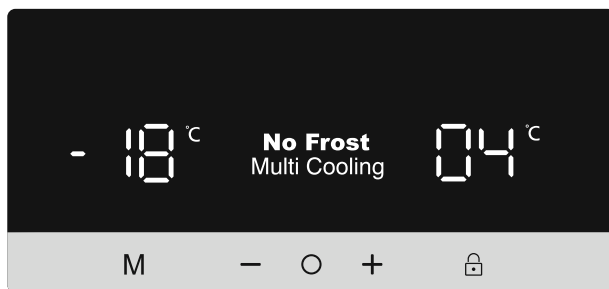 -18 °C
No Frost
Multi Cooling
04 °C
M − ○ +